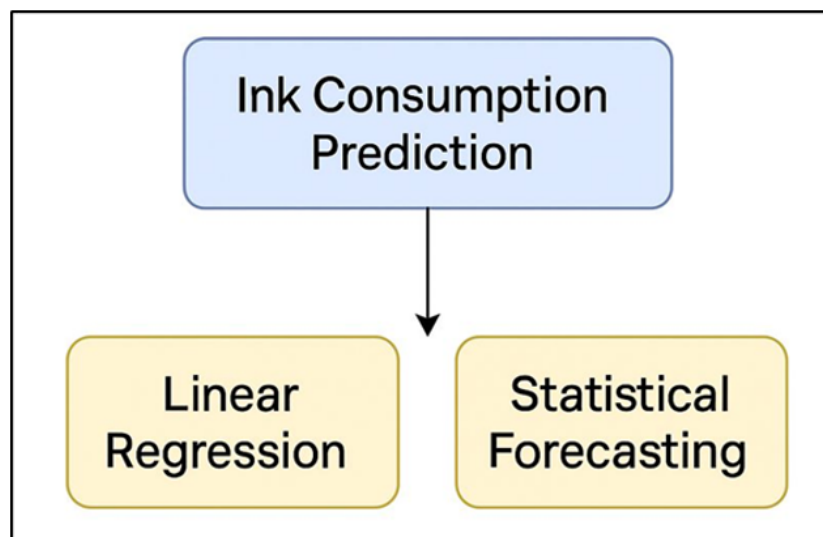 Ink Consumption
Prediction
Linear
Regression
Statistical
Forecasting